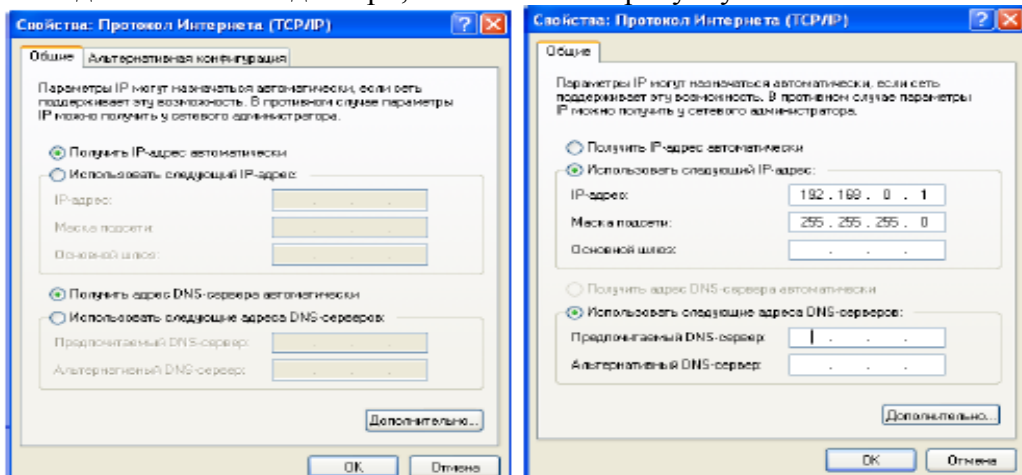 Свойства: Протокол Интернета (TCP/IP)
Общие
Альтернативная конфигурация
Параметры IP могут назначаться автоматически, если сеть
поддерживает эту возможность. В противном случае параметры
IP можно получить у сетевого администратора.
Получить IP-адрес автоматически
Использовать следующий IP-адрес:
IP-адрес:
Маска подсети:
Основной шлюз:
Получить адрес DNS-сервера автоматически
Использовать следующие адреса DNS-серверов:
Предпочитаемый DNS-сервер:
Альтернативный DNS-сервер:
Дополнительно...
OK
Отмена
Свойства: Протокол Интернета (TCP/IP)
Общие
Параметры IP могут назначаться автоматически, если сеть
поддерживает эту возможность. В противном случае параметры
IP можно получить у сетевого администратора.
Получить IP-адрес автоматически
Использовать следующий IP-адрес:
IP-адрес: 192 . 168 . 0 . 1
Маска подсети: 255 . 255 . 255 . 0
Основной шлюз:
Получить адрес DNS-сервера автоматически
Использовать следующие адреса DNS-серверов:
Предпочитаемый DNS-сервер:
Альтернативный DNS-сервер:
Дополнительно...
OK
Отмена